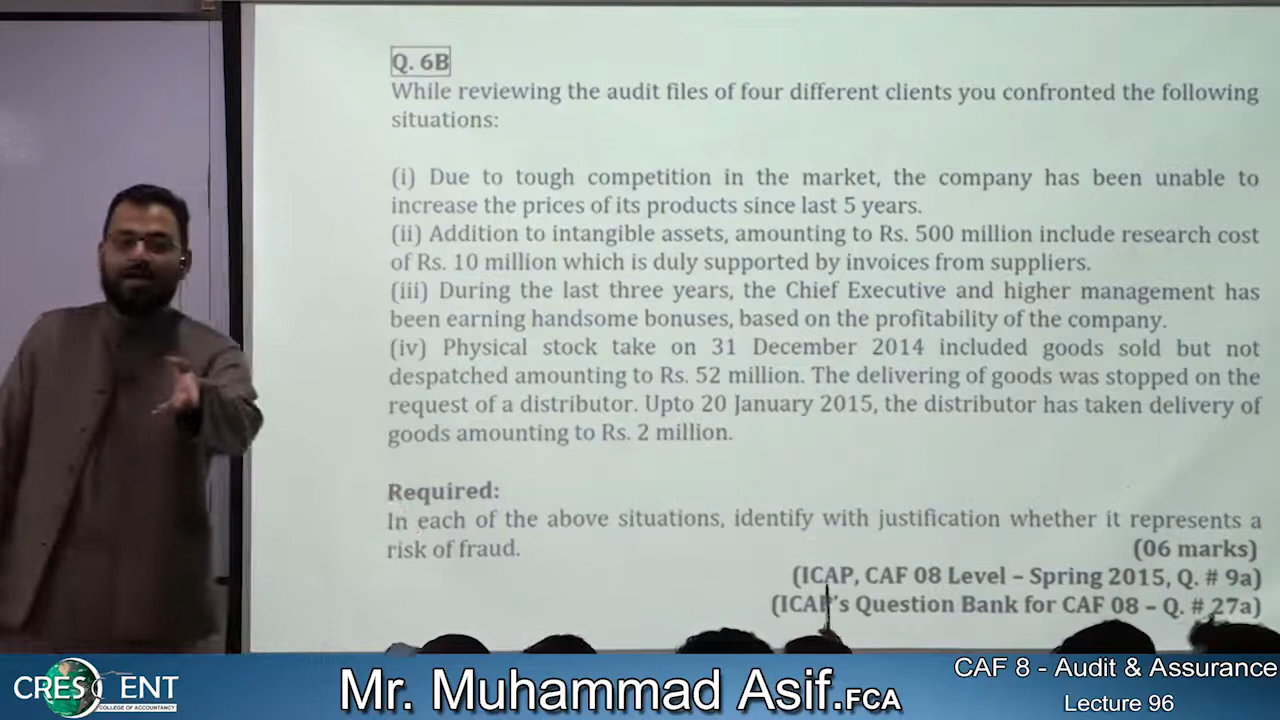 Q. 6B
While reviewing the audit files of four different clients you confronted the following
situations:
(i) Due to tough competition in the market, the company has been unable to
increase the prices of its products since last 5 years.
(ii) Addition to intangible assets, amounting to Rs. 500 million include research cost
of Rs. 10 million which is duly supported by invoices from suppliers.
(iii) During the last three years, the Chief Executive and higher management has
been earning handsome bonuses, based on the profitability of the company.
(iv) Physical stock take on 31 December 2014 included goods sold but not
despatched amounting to Rs. 52 million. The delivering of goods was stopped on the
request of a distributor. Upto 20 January 2015, the distributor has taken delivery of
goods amounting to Rs. 2 million.
Required:
In each of the above situations, identify with justification whether it represents a
risk of fraud. (06 marks)
(ICAP, CAF 08 Level – Spring 2015, Q. # 9a)
(ICAP's Question Bank for CAF 08 – Q. # 27a)
CRESCENT
COLLEGE OF ACCOUNTANCY
Mr. Muhammad Asif.FCA
CAF 8 - Audit & Assurance
Lecture 96